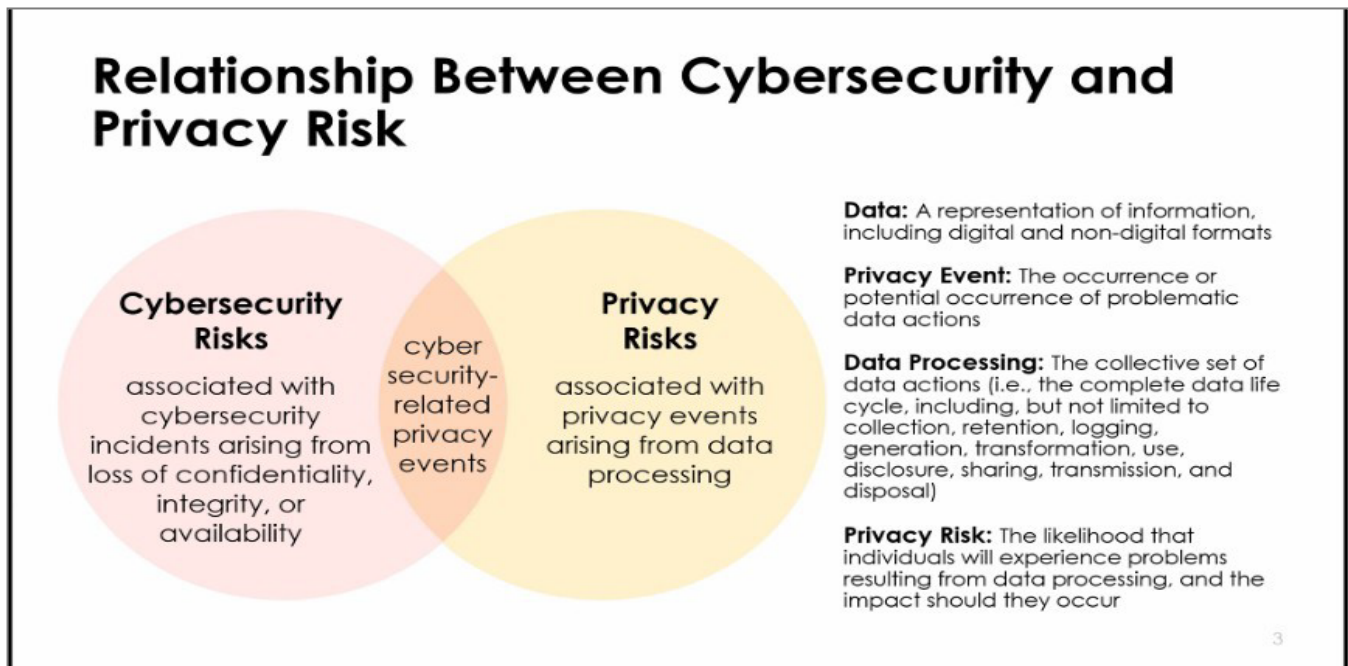 Relationship Between Cybersecurity and
Privacy Risk
Cybersecurity
Risks
associated with
cybersecurity
incidents arising from
loss of confidentiality,
integrity, or
availability
cyber
security-
related
privacy
events
Privacy
Risks
associated with
privacy events
arising from data
processing
Data: A representation of information,
including digital and non-digital formats
Privacy Event: The occurrence or
potential occurrence of problematic
data actions
Data Processing: The collective set of
data actions (i.e., the complete data life
cycle, including, but not limited to
collection, retention, logging,
generation, transformation, use,
disclosure, sharing, transmission, and
disposal)
Privacy Risk: The likelihood that
individuals will experience problems
resulting from data processing, and the
impact should they occur
3